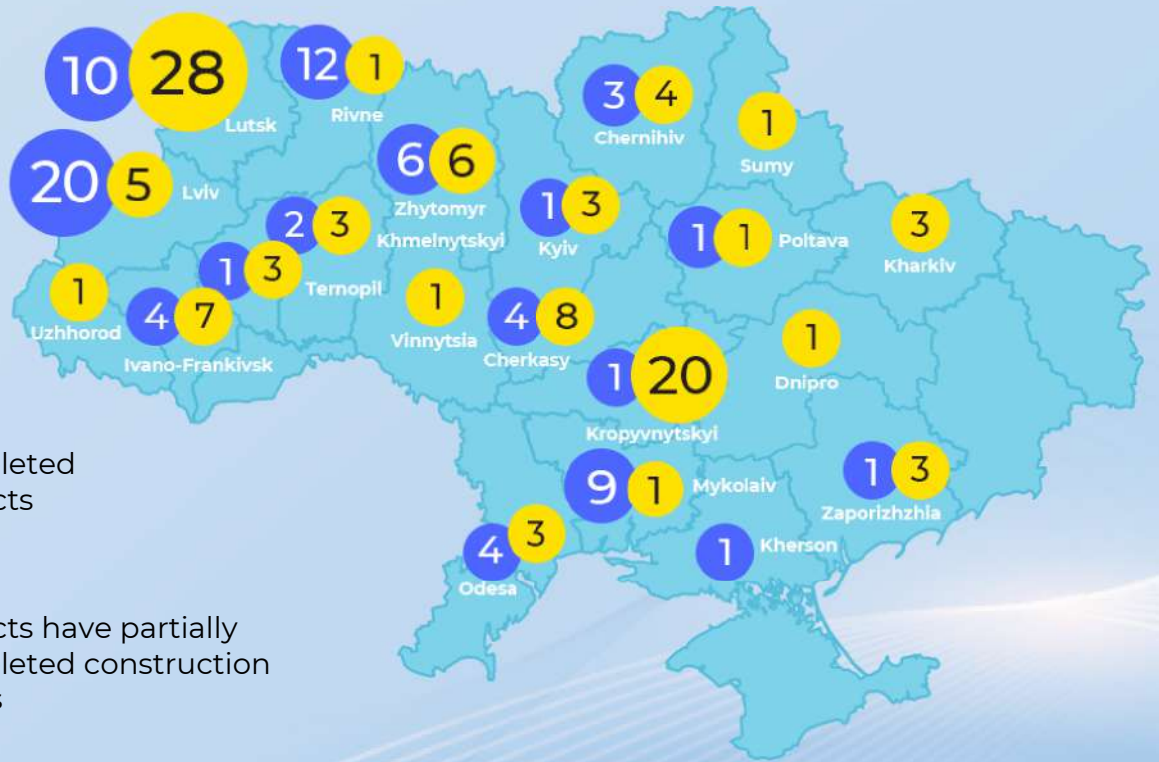 10 28
Lutsk
12 1
Rivne
3 4
Chernihiv
1
Sumy
20 5
Lviv
6 6
Zhytomyr
1 3
Kyiv
2 3
Khmelnytskyi
1 1
Poltava
3
Kharkiv
1 3
Ternopil
1
Uzhhorod
4 7
Ivano-Frankivsk
1
Vinnytsia
4 8
Cherkasy
1
Dnipro
1 20
Kropyvnytskyi
9 1
Mykolaiv
1 3
Zaporizhzhia
4 3
Odesa
1
Kherson
leted
cts
cts have partially
leted construction
s